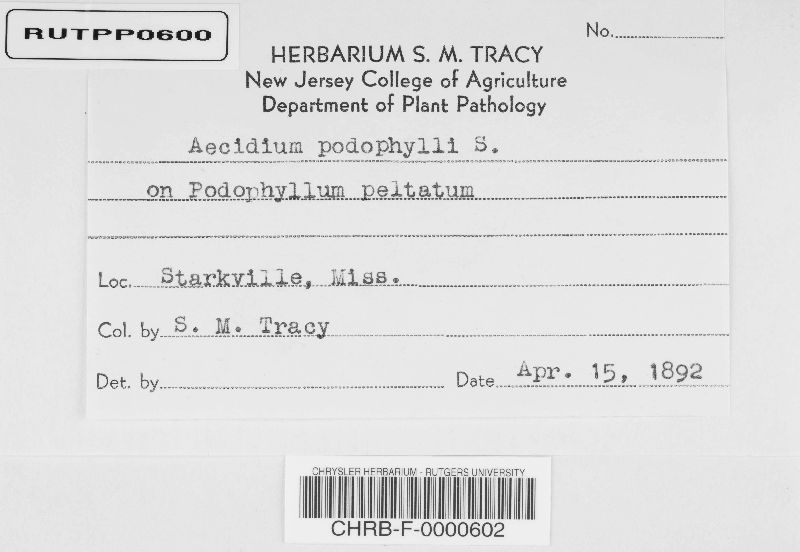 RUTPP0600
No.
HERBARIUM S. M. TRACY
New Jersey College of Agriculture
Department of Plant Pathology
Aecidium podophylli S.
on Podophyllum peltatum
Loc. Starkville, Miss.
Col. by S. M. Tracy
Det. by
Date Apr. 15, 1892
CHRYSLER HERBARIUM - RUTGERS UNIVERSITY
CHRB-F-0000602